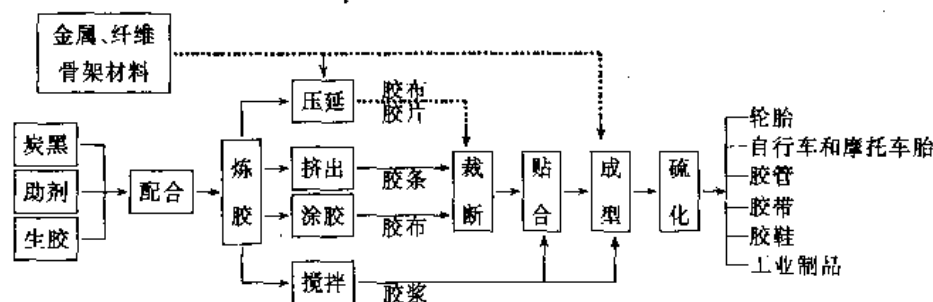 金属、纤维
骨架材料
炭黑
助剂
生胶
配合
炼胶
压延
挤出
涂胶
搅拌
胶布
胶片
胶条
胶布
胶浆
裁断
贴合
成型
硫化
轮胎
自行车和摩托车胎
胶管
胶带
胶鞋
工业制品